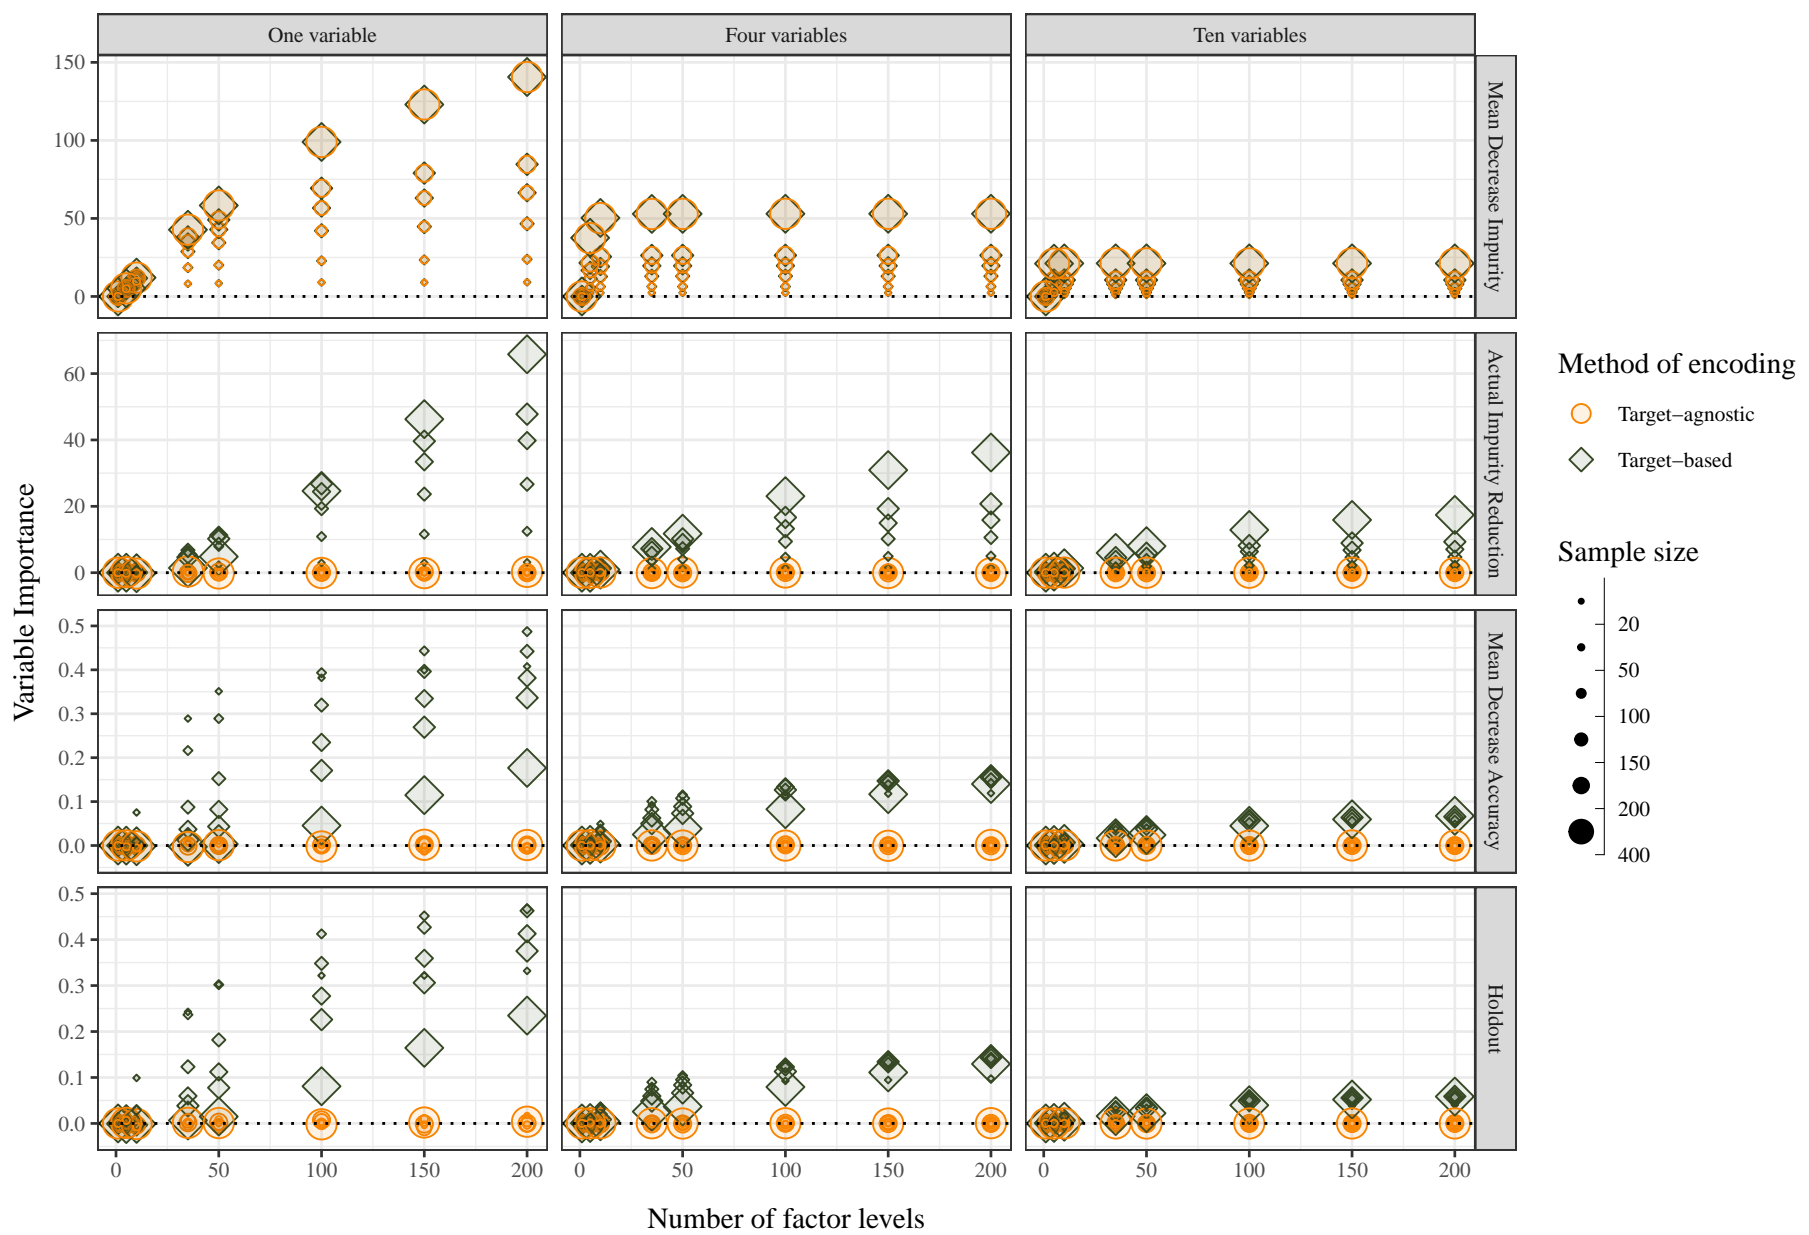 One variable
Four variables
Ten variables
Variable Importance
150
100
50
0
Mean Decrease Impurity
60
40
20
0
Actual Impurity Reduction
0.5
0.4
0.3
0.2
0.1
0.0
Mean Decrease Accuracy
0.5
0.4
0.3
0.2
0.1
0.0
Holdout
0 50 100 150 200
0 50 100 150 200
0 50 100 150 200
Number of factor levels
Method of encoding
Target−agnostic
Target−based
Sample size
20
50
100
150
200
400